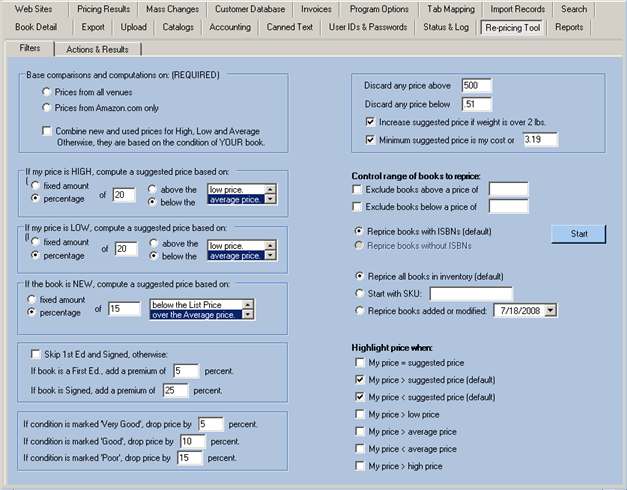 Web Sites Pricing Results Mass Changes Customer Database Invoices Program Options Tab Mapping Import Records Search
Book Detail Export Upload Catalogs Accounting Canned Text User IDs & Passwords Status & Log Re-pricing Tool Reports
Filters Actions & Results
Base comparisons and computations on: (REQUIRED)
Prices from all venues
Prices from Amazon.com only
Combine new and used prices for High, Low and Average
Otherwise, they are based on the condition of YOUR book.
If my price is HIGH, compute a suggested price based on:
(
fixed amount
percentage
of 20
above the
below the
low price.
average price.
If my price is LOW, compute a suggested price based on:
(I
fixed amount
percentage
of 20
above the
below the
low price.
average price.
If the book is NEW, compute a suggested price based on:
fixed amount
percentage
of 15
below the List Price
over the Average price.
Skip 1st Ed and Signed, otherwise:
If book is a First Ed., add a premium of 5 percent.
If book is Signed, add a premium of 25 percent.
If condition is marked 'Very Good', drop price by 5 percent.
If condition is marked 'Good', drop price by 10 percent.
If condition is marked 'Poor', drop price by 15 percent.
Discard any price above 500
Discard any price below .51
Increase suggested price if weight is over 2 lbs.
Minimum suggested price is my cost or 3.19
Control range of books to reprice:
Exclude books above a price of
Exclude books below a price of
Reprice books with ISBNs (default)
Reprice books without ISBNs
Start
Reprice all books in inventory (default)
Start with SKU:
Reprice books added or modified: 7/18/2008
Highlight price when:
My price = suggested price
My price > suggested price (default)
My price < suggested price (default)
My price > low price
My price > average price
My price < average price
My price > high price